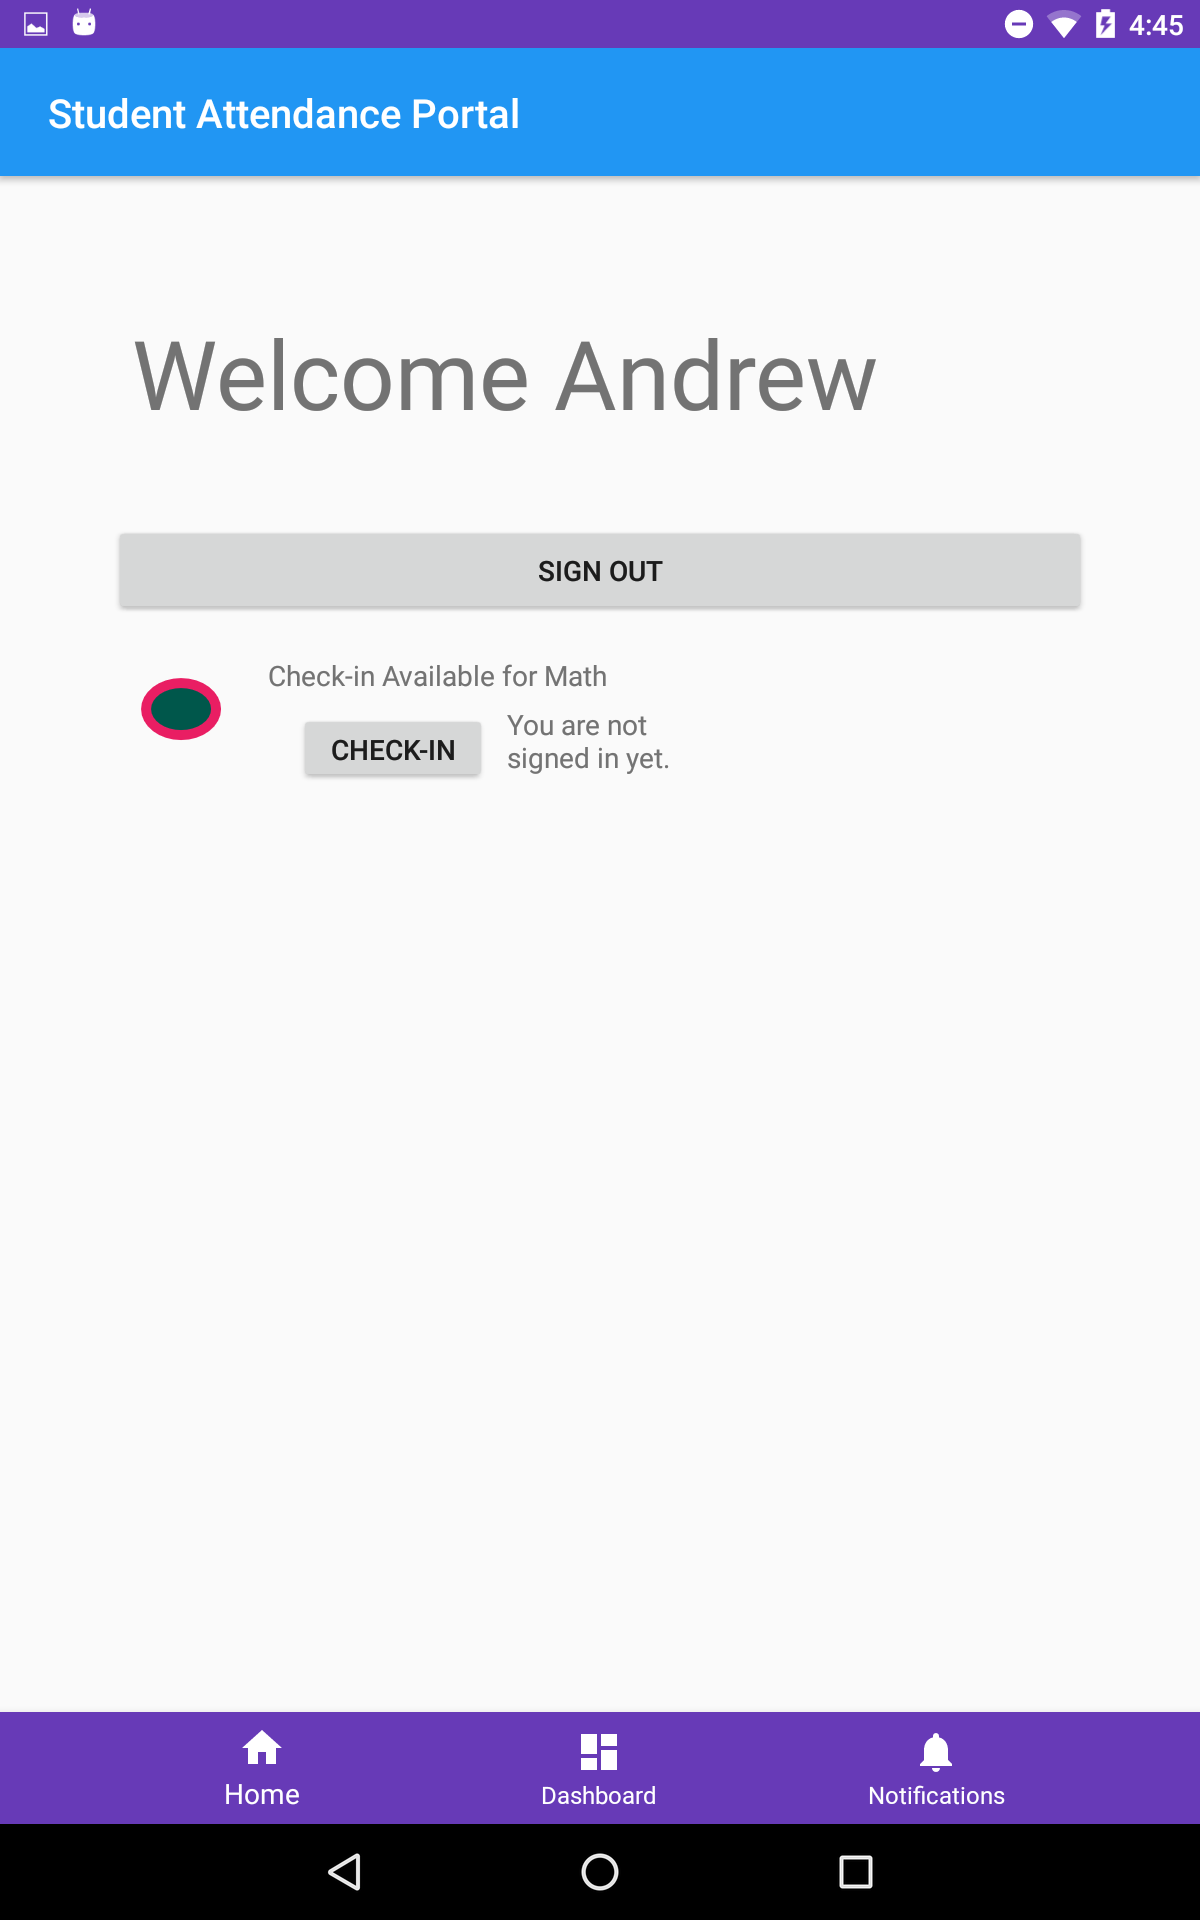 4:45
Student Attendance Portal
Welcome Andrew
SIGN OUT
Check-in Available for Math
CHECK-IN
You are not
signed in yet.
Home
Dashboard
Notifications